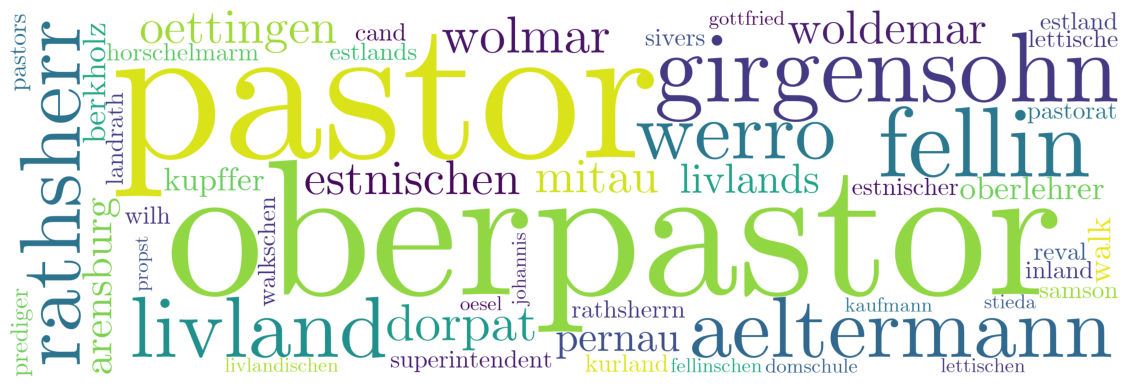 pastors
rathsherr
berkholz
oettingen
cand
wolmar
gottfried
sivers
woldemar
estland
lettische
horschelmarm
estlands
pastor
girgensohn
landrath
werro
fellin
pastorat
kupffer
estnischen
mitau
livlands
estnischer
oberlehrer
arensburg
wilh
walkschen
oberpastor
johannis
propst
reval
inland
walk
samson
prediger
livland
dorpat
oesel
rathsherrn
pernau
aeltermann
kaufmann
stieda
superintendent
livlandischen
kurland
fellinschen
domschule
lettischen